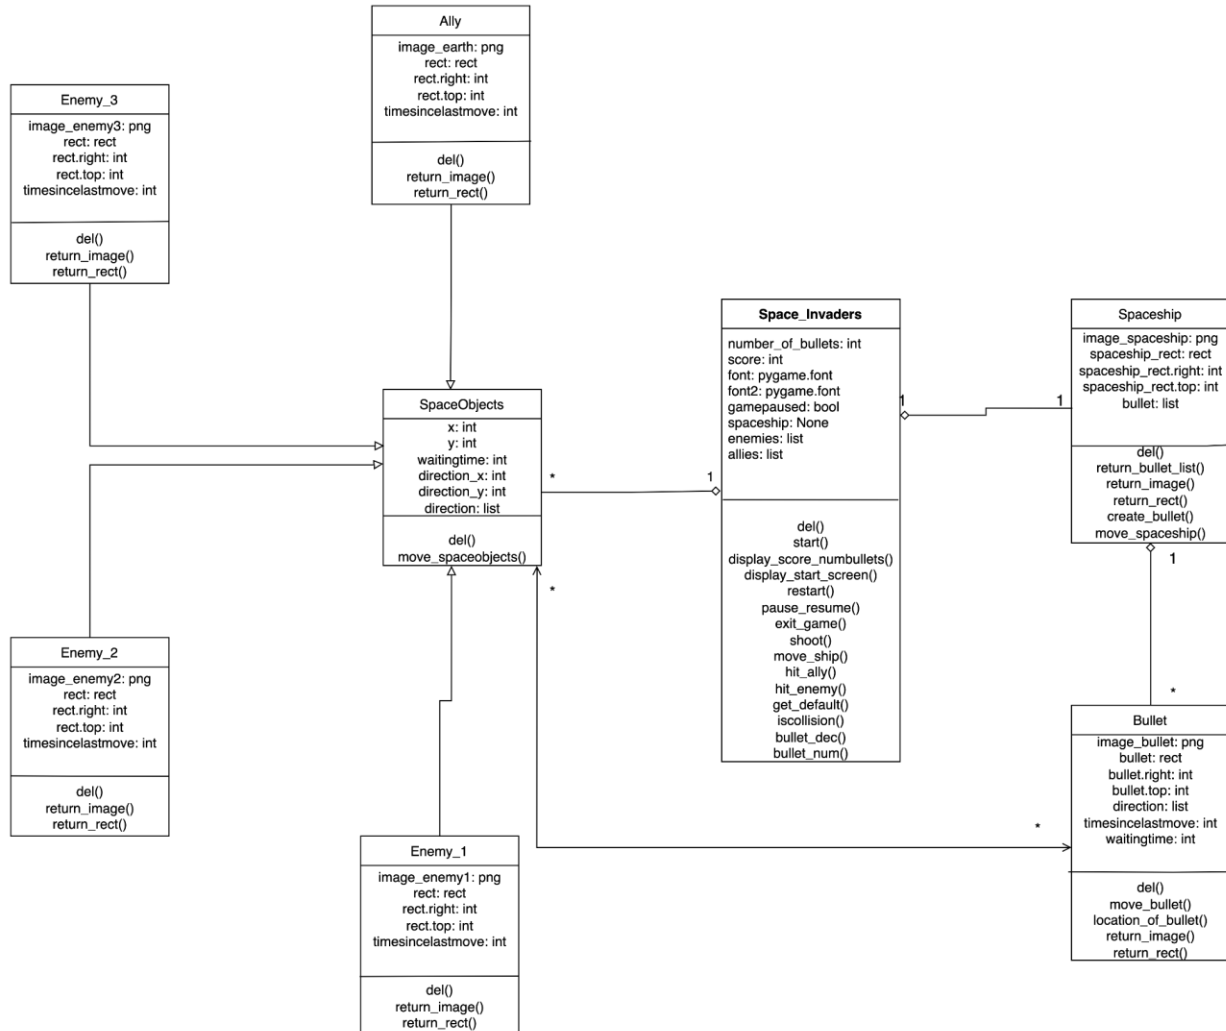 Ally
image_earth: png
rect: rect
rect.right: int
rect.top: int
timesincelastmove: int
del()
return_image()
return_rect()
Enemy_3
image_enemy3: png
rect: rect
rect.right: int
rect.top: int
timesincelastmove: int
del()
return_image()
return_rect()
SpaceObjects
x: int
y: int
waitingtime: int
direction_x: int
direction_y: int
direction: list
del()
move_spaceobjects()
*
*
1
Space_Invaders
number_of_bullets: int
score: int
font: pygame.font
font2: pygame.font
gamepaused: bool
spaceship: None
enemies: list
allies: list
del()
start()
display_score_numbullets()
display_start_screen()
restart()
pause_resume()
exit_game()
shoot()
move_ship()
hit_ally()
hit_enemy()
get_default()
iscollision()
bullet_dec()
bullet_num()
1
1
Spaceship
image_spaceship: png
spaceship_rect: rect
spaceship_rect.right: int
spaceship_rect.top: int
bullet: list
del()
return_bullet_list()
return_image()
return_rect()
create_bullet()
move_spaceship()
1
*
Enemy_2
image_enemy2: png
rect: rect
rect.right: int
rect.top: int
timesincelastmove: int
del()
return_image()
return_rect()
Enemy_1
image_enemy1: png
rect: rect
rect.right: int
rect.top: int
timesincelastmove: int
del()
return_image()
return_rect()
*
Bullet
image_bullet: png
bullet: rect
bullet.right: int
bullet.top: int
direction: list
timesincelastmove: int
waitingtime: int
del()
move_bullet()
location_of_bullet()
return_image()
return_rect()